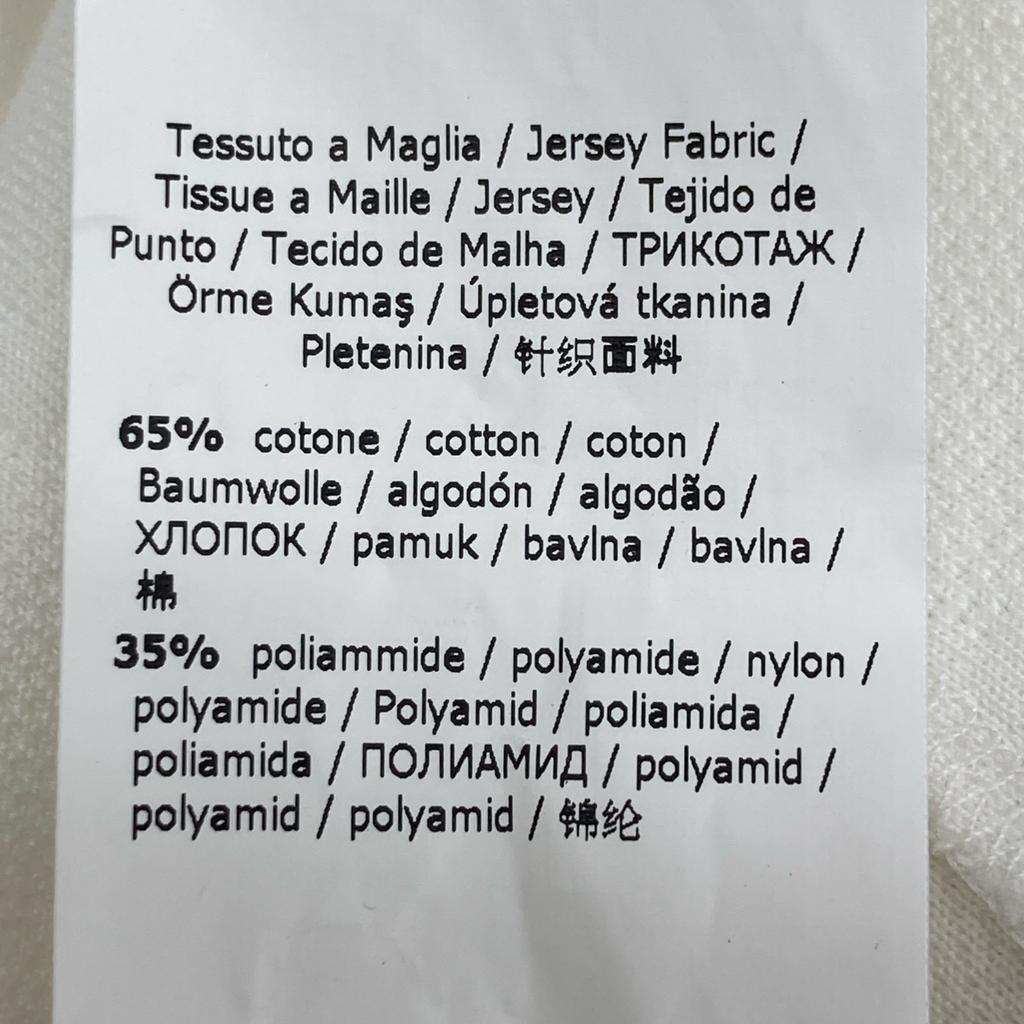 Tessuto a Maglia / Jersey Fabric /
Tissue a Maille / Jersey / Tejido de
Punto / Tecido de Malha / ТРИКОТАЖ /
Örme Kumaş / Úpletová tkanina /
Pletenina / 针织面料
65% cotone / cotton / coton /
Baumwolle / algodón / algodão /
ХЛОПОК / pamuk / bavlna / bavlna /
棉
35% poliammide / polyamide / nylon /
polyamide / Polyamid / poliamida /
poliamida / ПОЛИАМИД / polyamid /
polyamid / polyamid / 锦纶